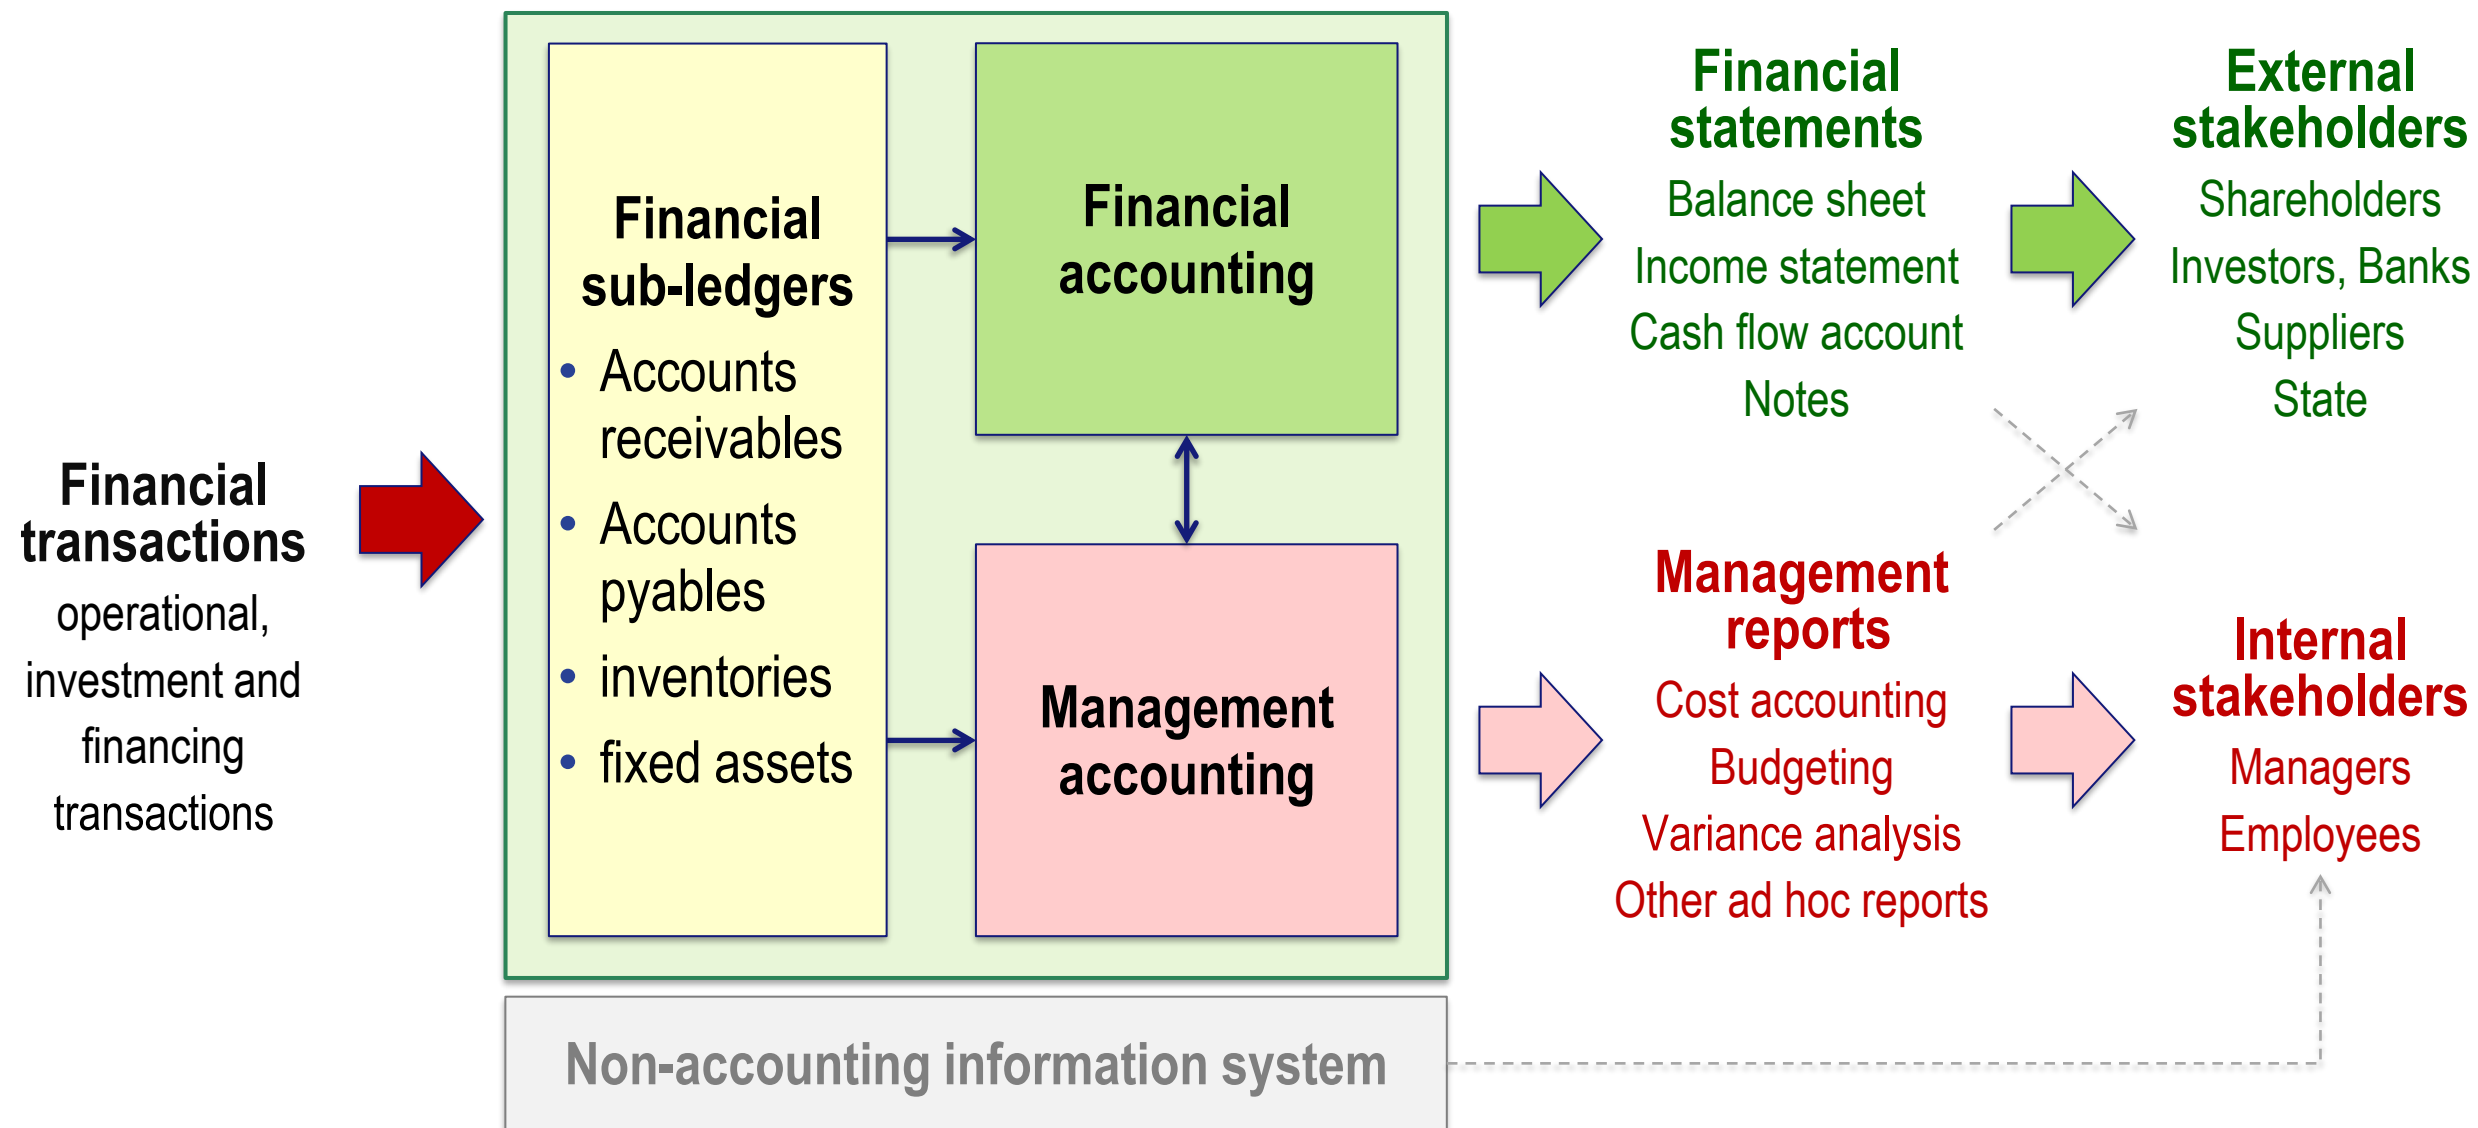 Financial
transactions
operational,
investment and
financing
transactions
Financial
sub-ledgers
• Accounts
receivables
• Accounts
pyables
• inventories
• fixed assets
Financial
accounting
Management
accounting
Non-accounting information system
Financial
statements
Balance sheet
Income statement
Cash flow account
Notes
Management
reports
Cost accounting
Budgeting
Variance analysis
Other ad hoc reports
External
stakeholders
Shareholders
Investors, Banks
Suppliers
State
Internal
stakeholders
Managers
Employees